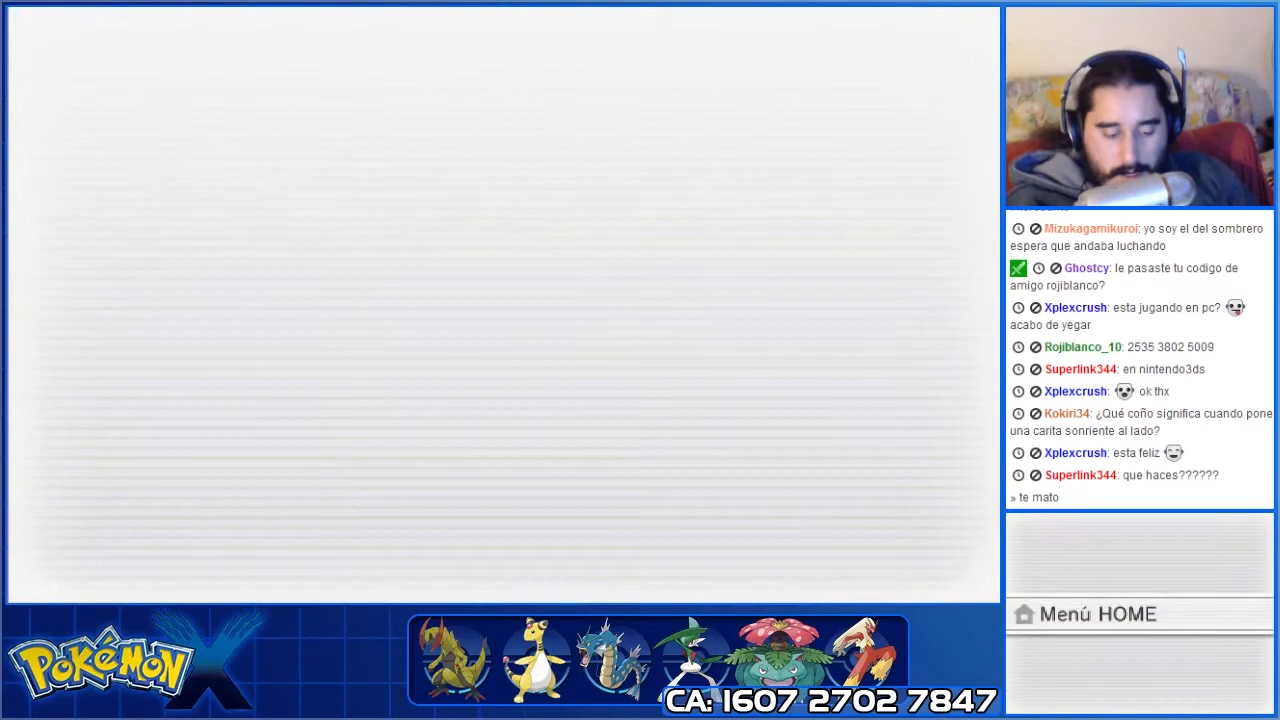 Mizukagamikuroi: yo soy el del sombrero
espera que andaba luchando
Ghostcy: le pasaste tu codigo de
amigo rojiblanco?
Xplexcrush: esta jugando en pc?
acabo de yegar
Rojiblanco_10: 2535 3802 5009
Superlink344: en nintendo3ds
Xplexcrush: ok thx
Kokiri34: ¿Qué coño significa cuando pone
una carita sonriente al lado?
Xplexcrush: esta feliz
Superlink344: que haces??????
» te mato
Menú HOME
POKéMON X
CA: 1607 2702 7847